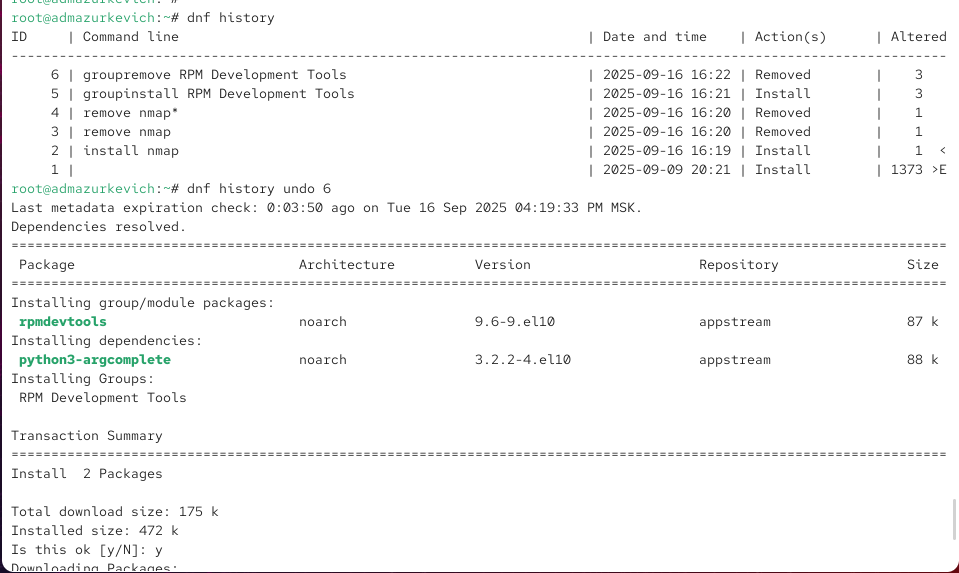 root@admazurkevich:~#
root@admazurkevich:~# dnf history
ID     | Command line                                                                | Date and time    | Action(s)      | Altered
---------------------------------------------------------------------------------------------------------------------
     6 | groupremove RPM Development Tools                              | 2025-09-16 16:22 | Removed        |    3
     5 | groupinstall RPM Development Tools                             | 2025-09-16 16:21 | Install        |    3
     4 | remove nmap*                                                   | 2025-09-16 16:20 | Removed        |    1
     3 | remove nmap                                                    | 2025-09-16 16:20 | Removed        |    1
     2 | install nmap                                                   | 2025-09-16 16:19 | Install        |    1  <
     1 |                                                                | 2025-09-09 20:21 | Install        | 1373 >E
root@admazurkevich:~# dnf history undo 6
Last metadata expiration check: 0:03:50 ago on Tue 16 Sep 2025 04:19:33 PM MSK.
Dependencies resolved.
=====================================================================================================================
 Package                            Architecture          Version                     Repository                Size
=====================================================================================================================
Installing group/module packages:
 rpmdevtools                        noarch                9.6-9.el10                  appstream                 87 k
Installing dependencies:
 python3-argcomplete                noarch                3.2.2-4.el10                appstream                 88 k
Installing Groups:
 RPM Development Tools
Transaction Summary
=====================================================================================================================
Install  2 Packages
Total download size: 175 k
Installed size: 472 k
Is this ok [y/N]: y
Downloading Packages: